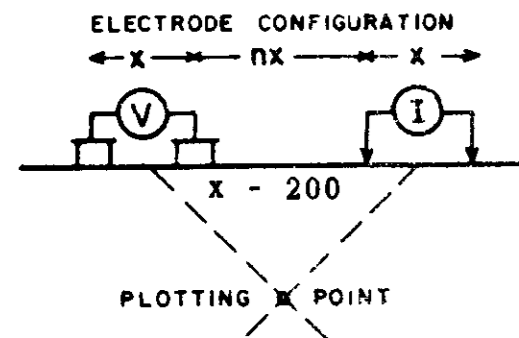 ELECTRODE CONFIGURATION
x nx x
V I
x - 200
PLOTTING POINT